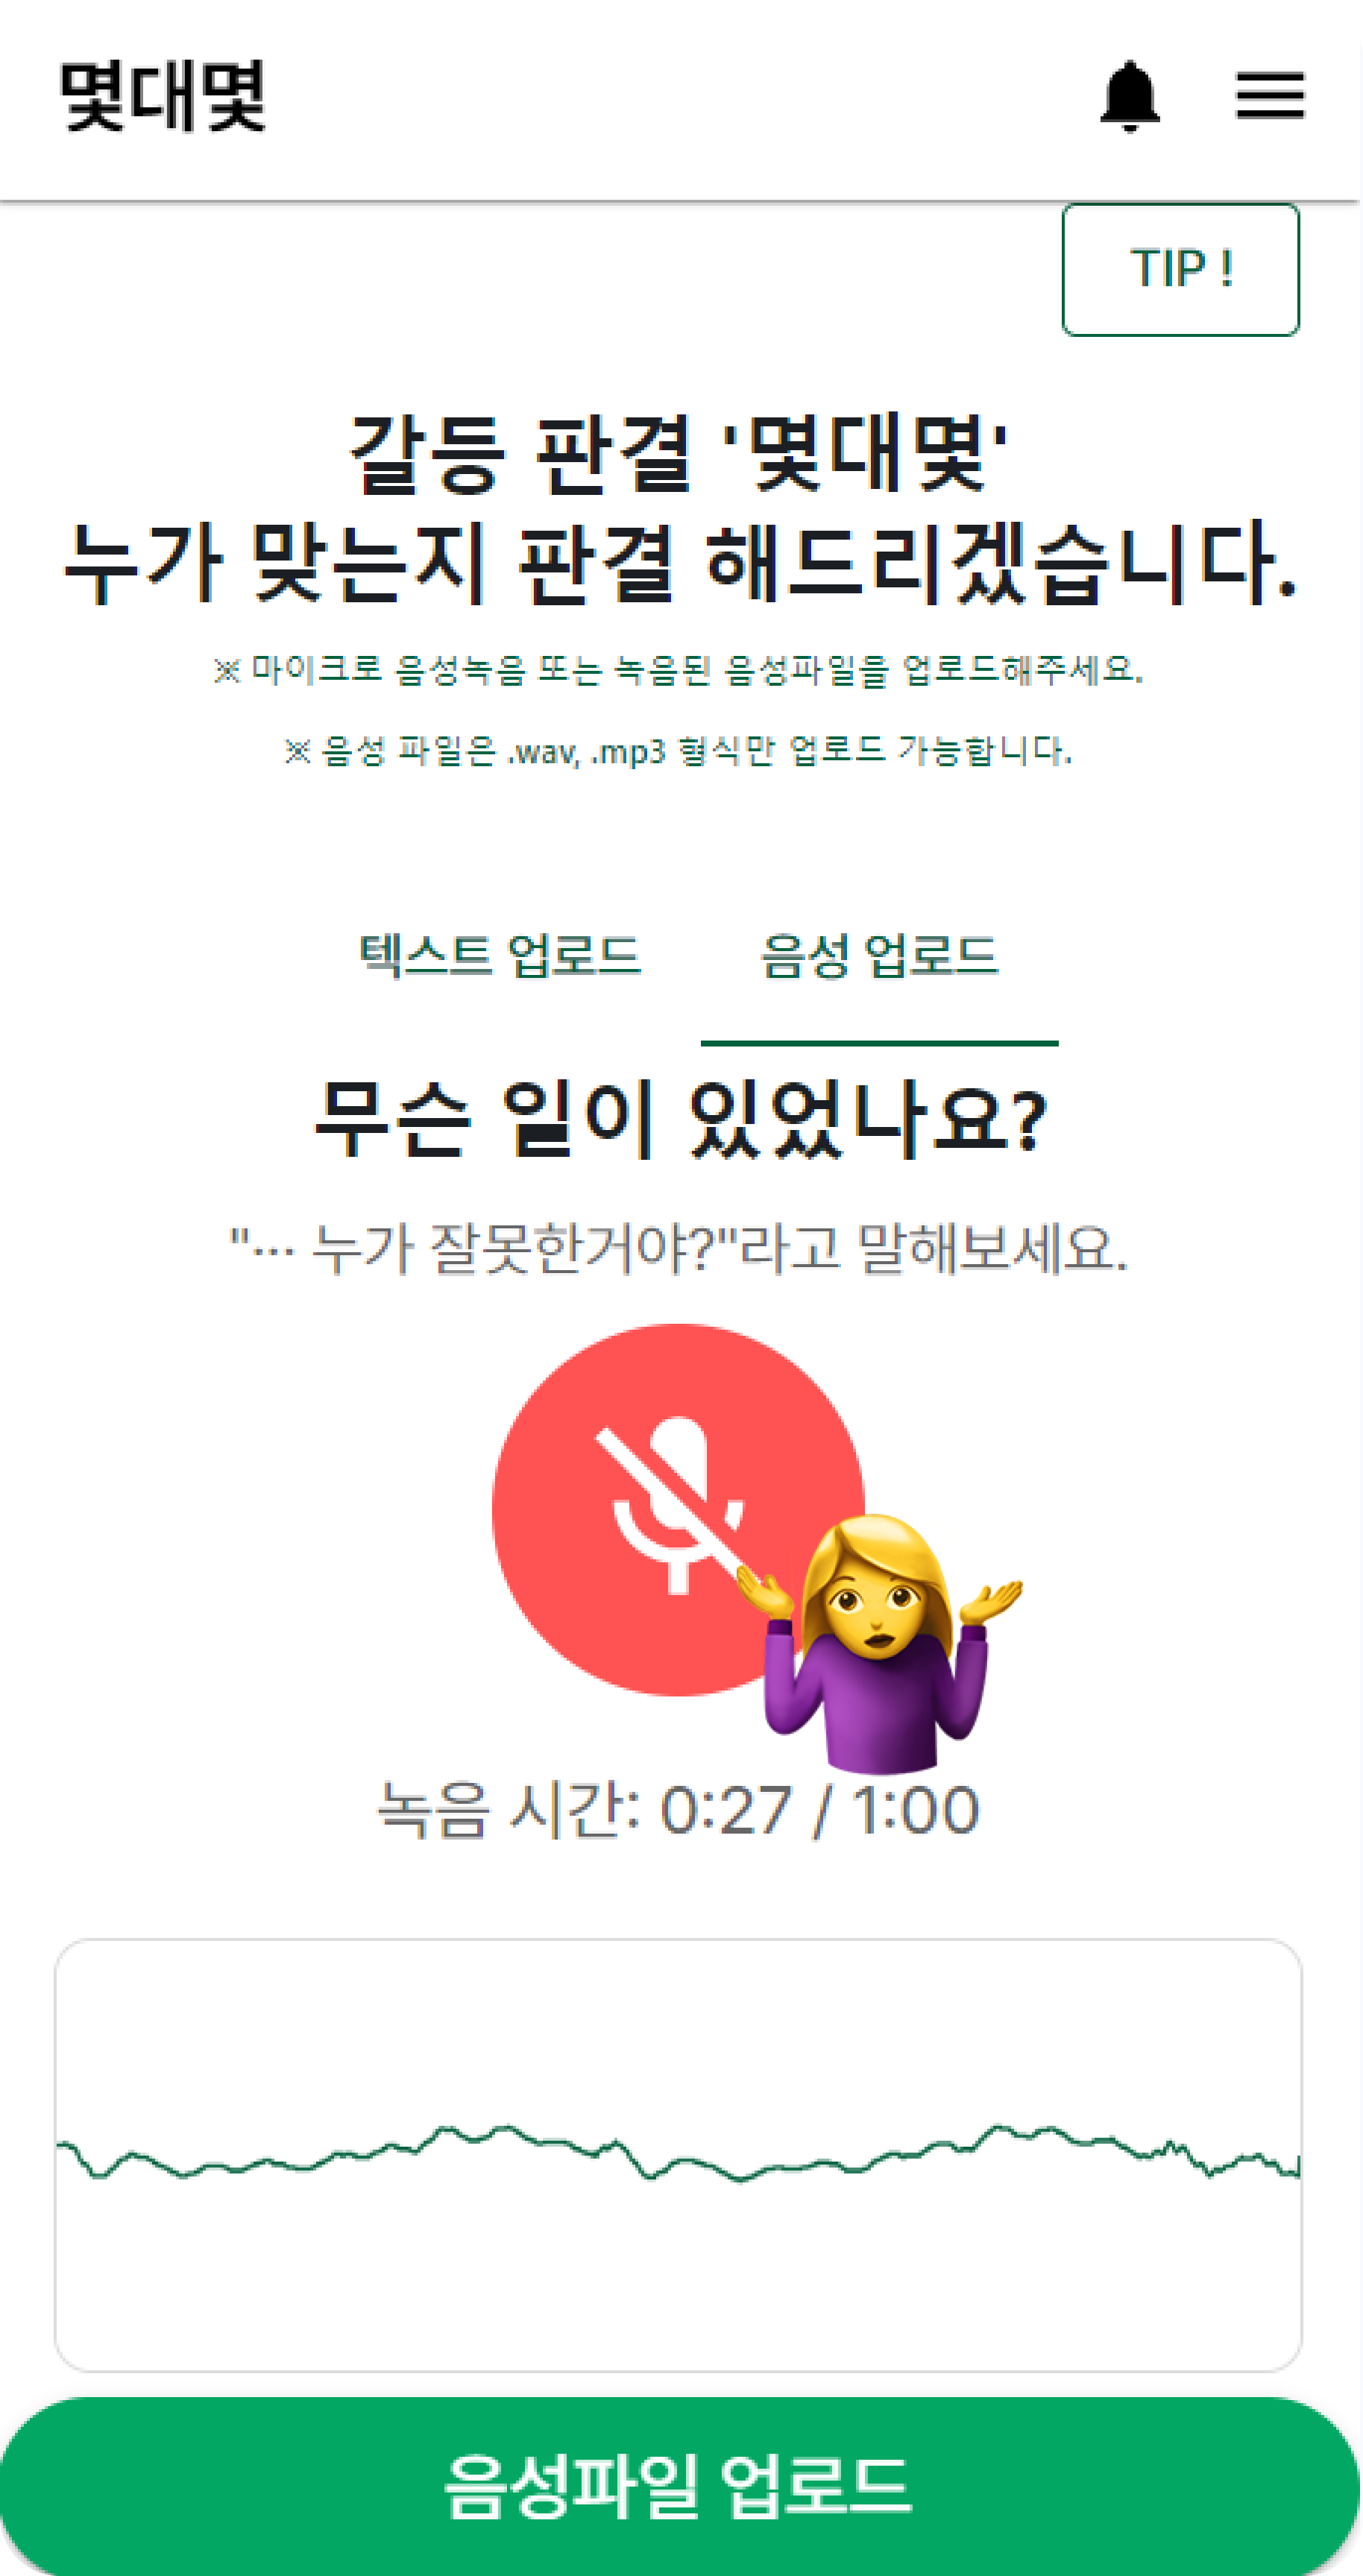 몇대몇
TIP !
갈등 판결 '몇대몇'
누가 맞는지 판결 해드리겠습니다.
※ 마이크로 음성녹음 또는 녹음된 음성파일을 업로드해주세요.
※ 음성 파일은 .wav, .mp3 형식만 업로드 가능합니다.
텍스트 업로드 음성 업로드
무슨 일이 있었나요?
"··· 누가 잘못한거야?"라고 말해보세요.
녹음 시간: 0:27 / 1:00
음성파일 업로드